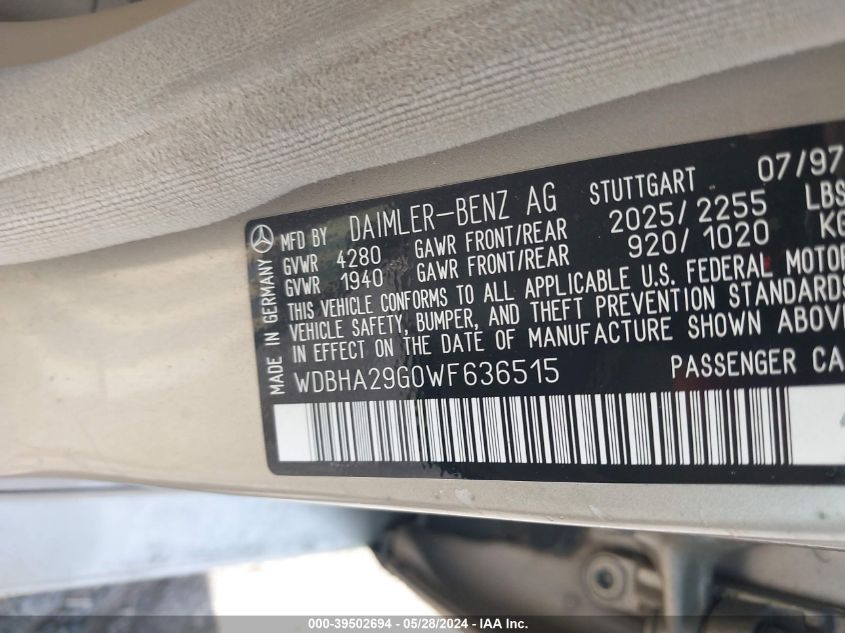 MFD BY DAIMLER-BENZ AG STUTTGART 07/97
GVWR 4280 GAWR FRONT/REAR 2025/2255 LBS
GVWR 1940 GAWR FRONT/REAR 920/1020 KG
THIS VEHICLE CONFORMS TO ALL APPLICABLE U.S. FEDERAL MOTOR
VEHICLE SAFETY, BUMPER, AND THEFT PREVENTION STANDARDS
IN EFFECT ON THE DATE OF MANUFACTURE SHOWN ABOVE
WDBHA29G0WF636515 PASSENGER CA
MADE IN GERMANY
000-39502694 | 05/28/2024 | IAA Inc.